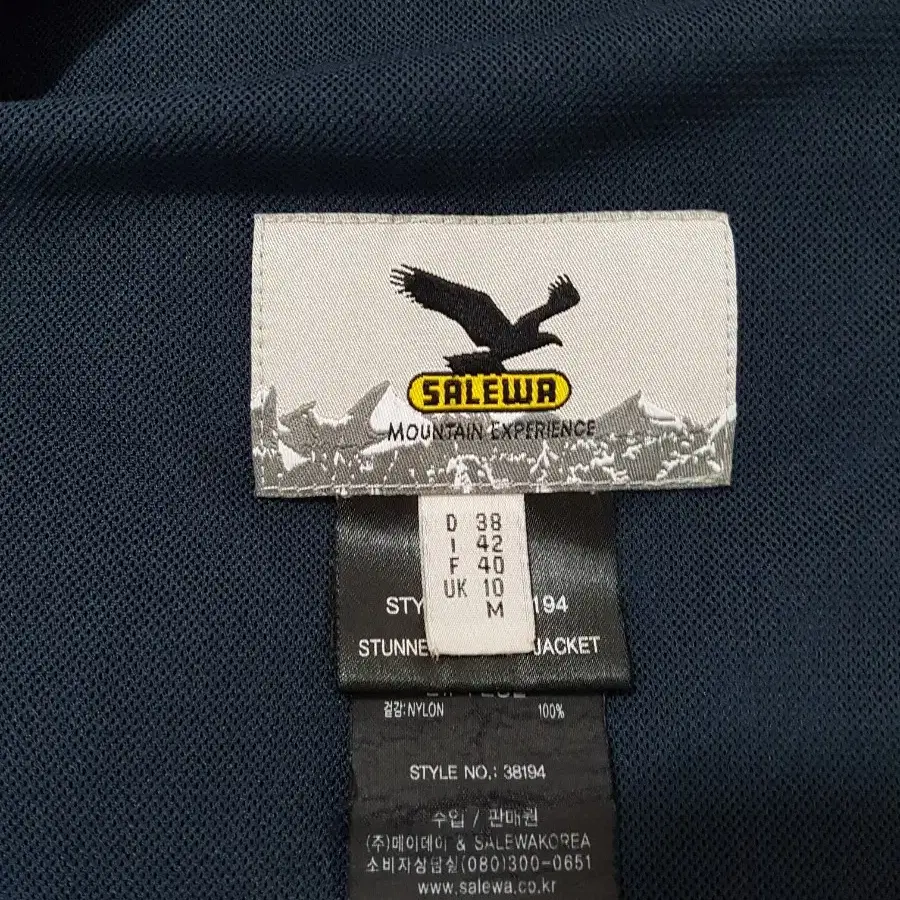 SALEWA
MOUNTAIN EXPERIENCE
D 38
I 42
F 40
UK 10
M
STY 194
STUNNE JACKET
겉감:NYLON 100%
STYLE NO.: 38194
수입 / 판매원
(주)메이데이 & SALEWAKOREA
소비자상담실(080)300-0651
www.salewa.co.kr